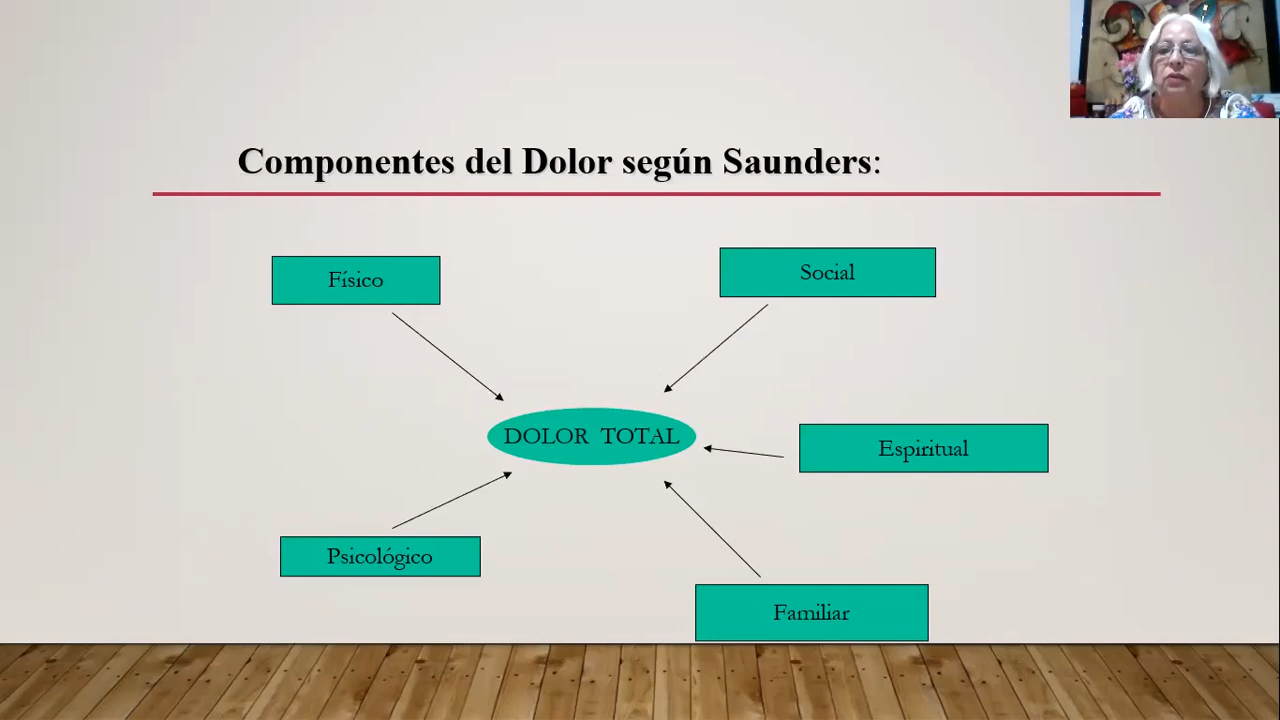 Componentes del Dolor según Saunders:
Físico
Social
DOLOR TOTAL
Espiritual
Psicológico
Familiar